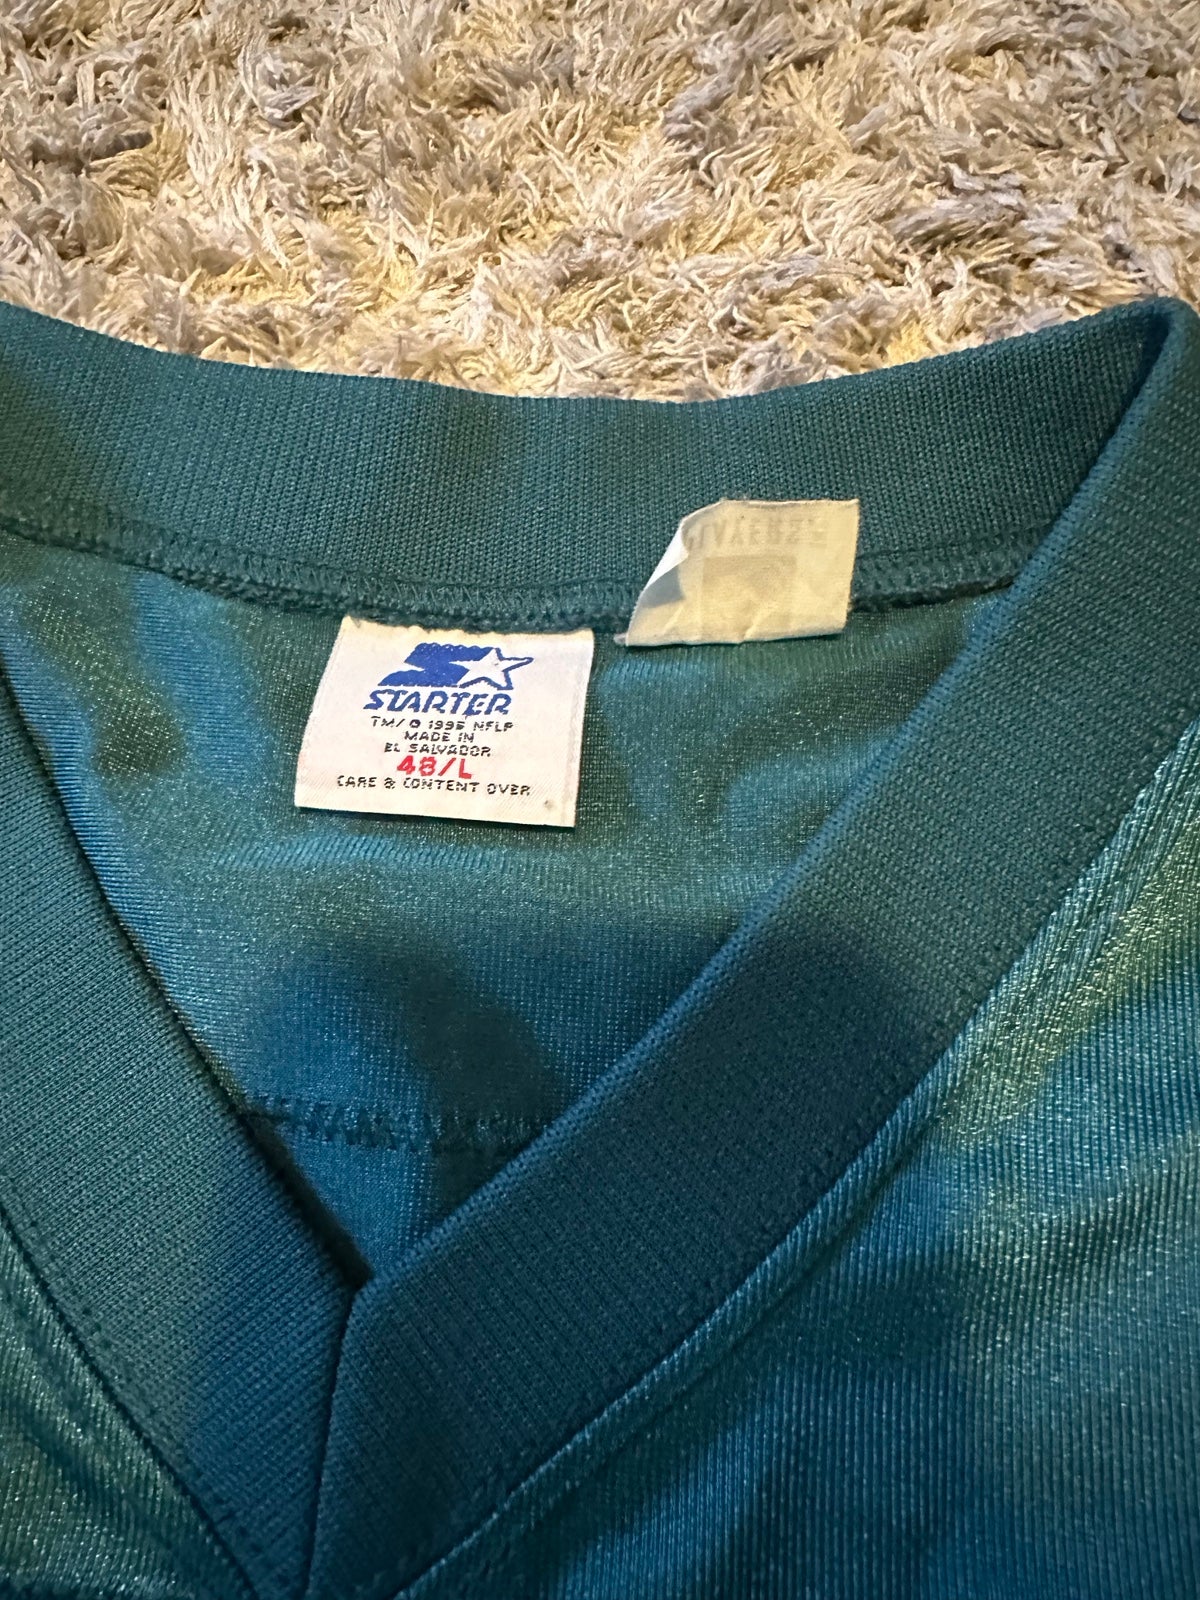 STARTER
TM/© 1995 NFLP
MADE IN
EL SALVADOR
48/L
CARE & CONTENT OVER